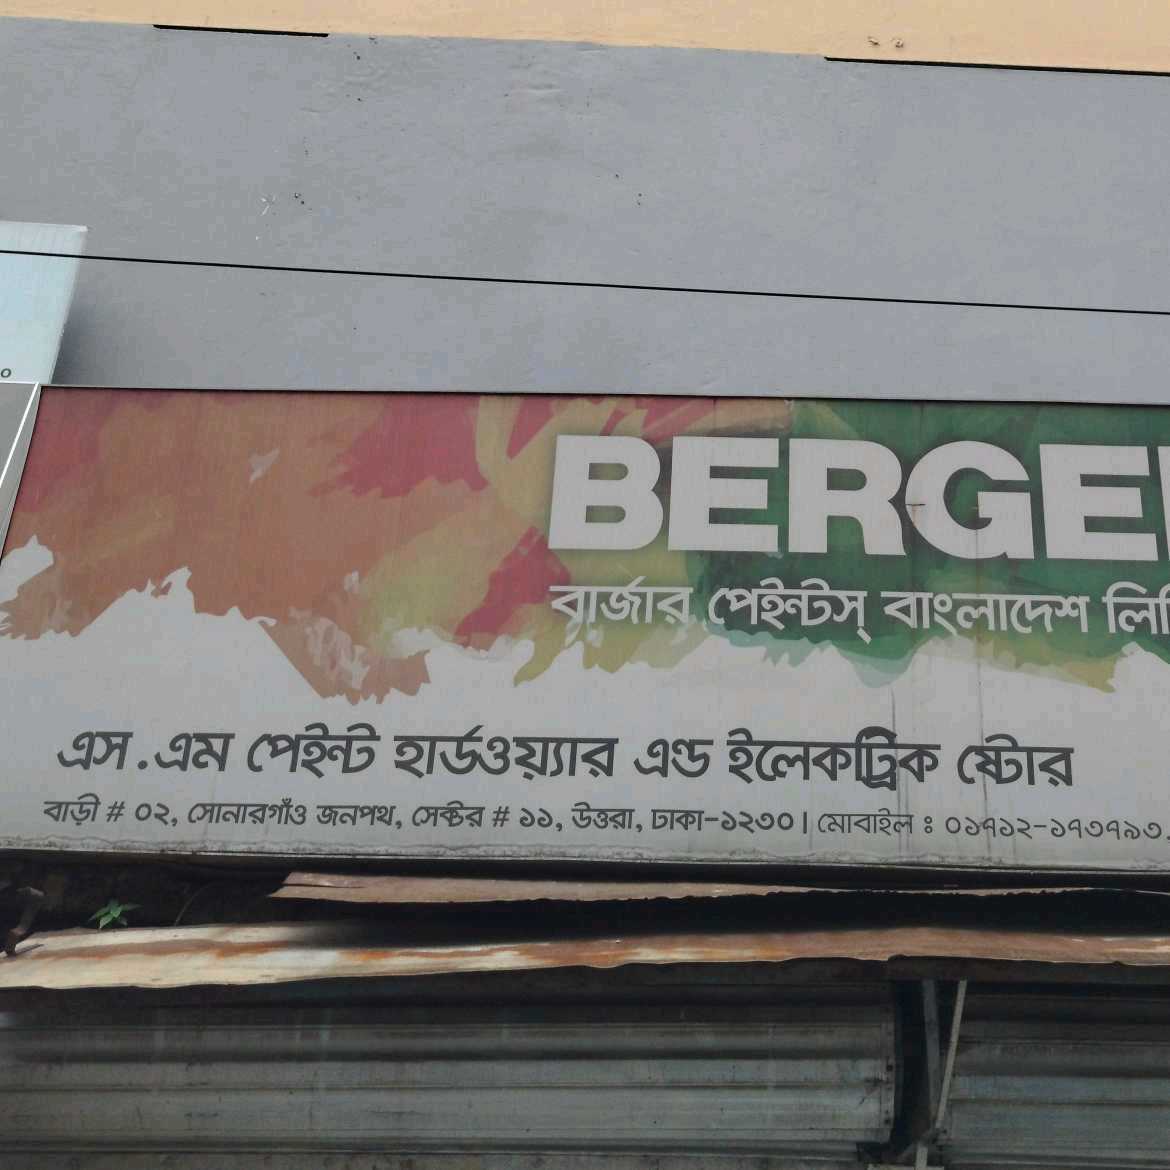 BERGE
বার্জার পেইন্টস্ বাংলাদেশ
এস.এম পেইন্ট হার্ডওয়্যার এন্ড ইলেকট্রিক ষ্টোর
বাড়ী # ০২, সোনারগাঁও জনপথ, সেক্টর # ১১, উত্তরা, ঢাকা-১২৩০ | মোবাইল ঃ ০১৭১২-১৭৩৭৯৩,